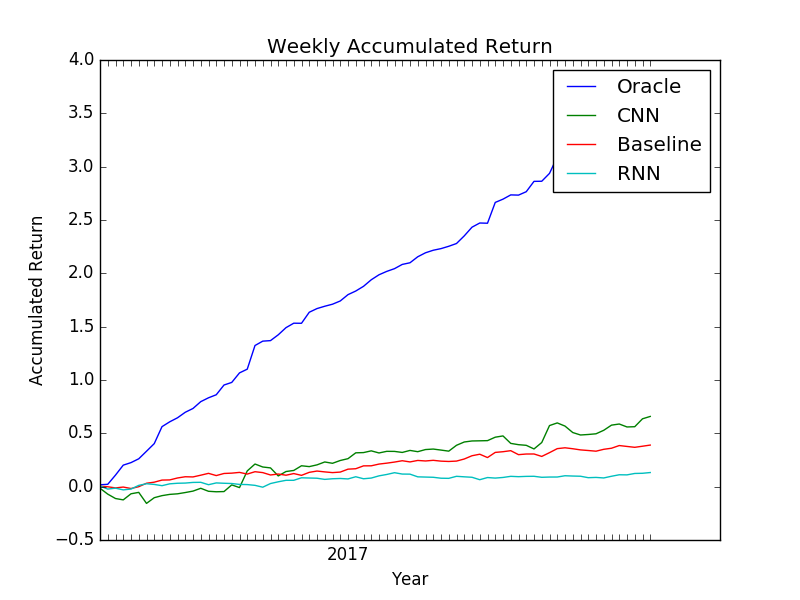 Weekly Accumulated Return
4.0
3.5
3.0
2.5
2.0
1.5
1.0
0.5
0.0
−0.5
Accumulated Return
Oracle
CNN
Baseline
RNN
2017
Year